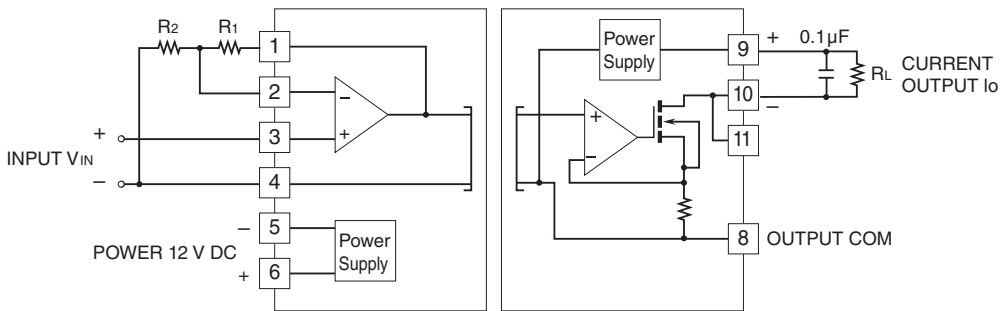 R2
R1
1
2
−
3
+
+
INPUT VIN
−
4
−
5
POWER 12 V DC
+
6
Power
Supply
Power
Supply
9
+
0.1µF
RL
CURRENT
OUTPUT Io
10
−
11
+
−
8
OUTPUT COM